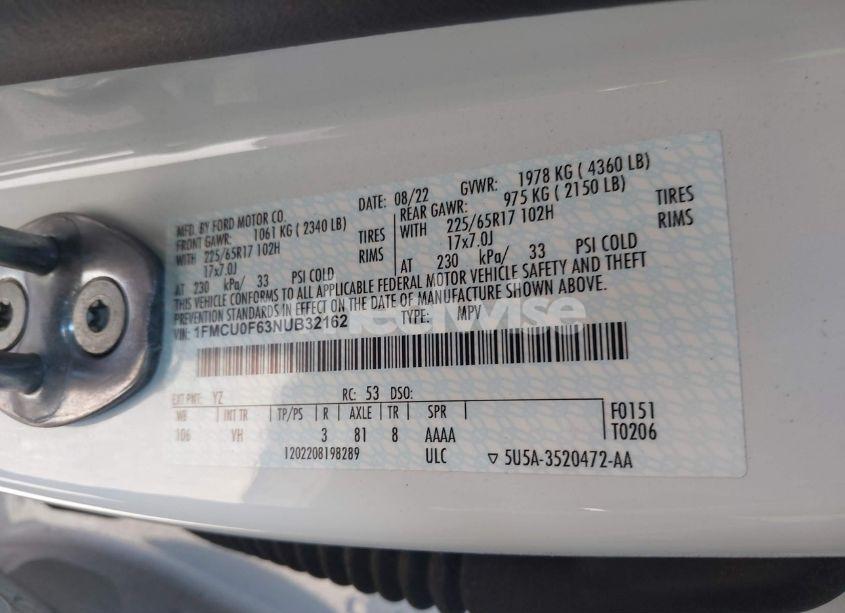 MFD. BY FORD MOTOR CO.
DATE: 08/22 GVWR: 1978 KG ( 4360 LB)
FRONT GAWR: 1061 KG ( 2340 LB)
REAR GAWR: 975 KG ( 2150 LB)
WITH 225/65R17 102H TIRES
WITH 225/65R17 102H TIRES
17x7.0J RIMS
17x7.0J RIMS
AT 230 kPa/ 33 PSI COLD
AT 230 kPa/ 33 PSI COLD
THIS VEHICLE CONFORMS TO ALL APPLICABLE FEDERAL MOTOR VEHICLE SAFETY AND THEFT
PREVENTION STANDARDS IN EFFECT ON THE DATE OF MANUFACTURE SHOWN ABOVE.
VIN: 1FMCU0F63NUB32162 TYPE: MPV
EXT PNT: YZ RC: 53 DSO:
WB INT TR TP/PS R AXLE TR SPR F0151
106 VH 3 81 8 AAAA T0206
1202208198289 ULC ▽ 5U5A-3520472-AA